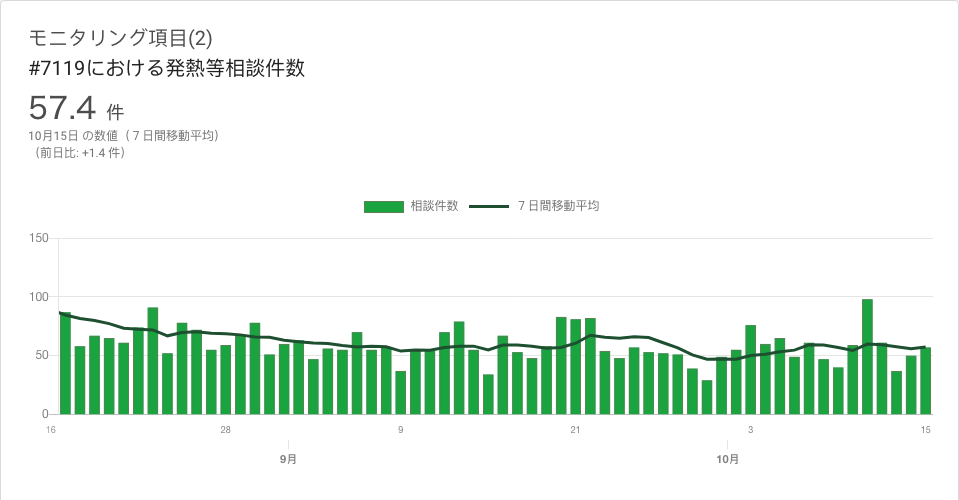 モニタリング項目(2)
#7119における発熱等相談件数
57.4 件
10月15日 の数値（７日間移動平均）
（前日比: +1.4 件）
相談件数 ７日間移動平均
150
100
50
0
16 28 9 21 3 15
9月 10月